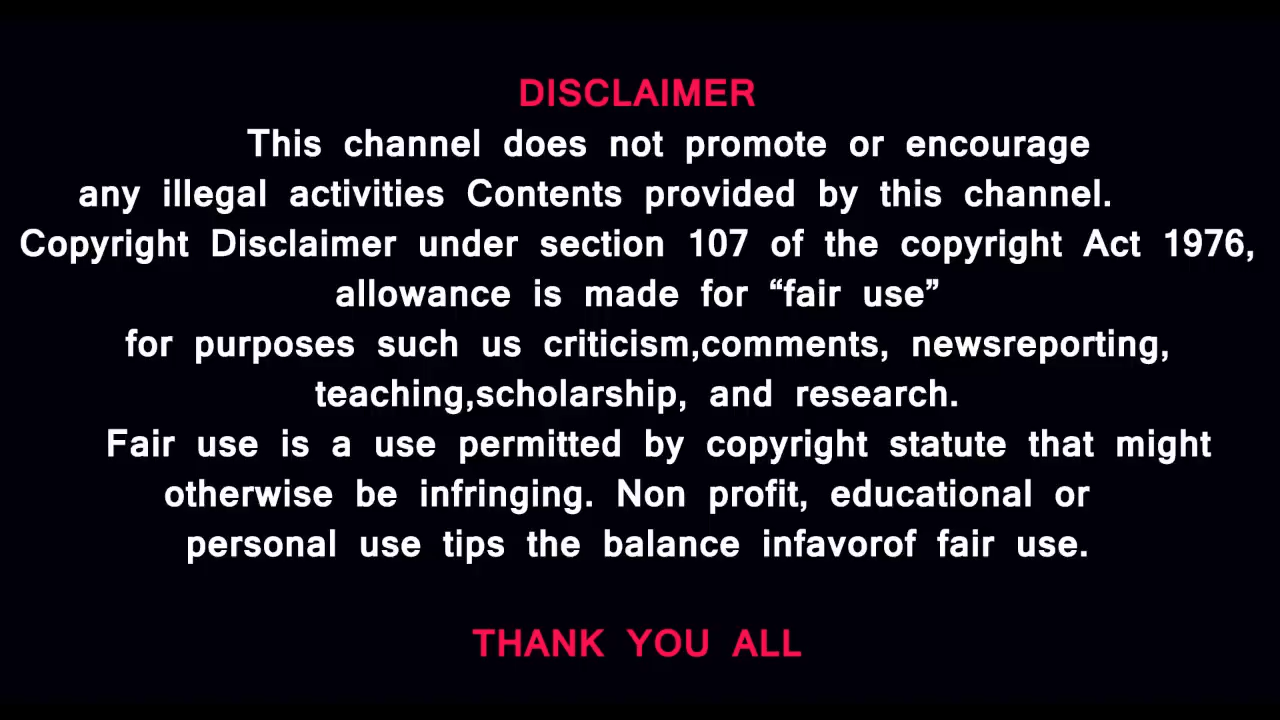 DISCLAIMER
This channel does not promote or encourage
any illegal activities Contents provided by this channel.
Copyright Disclaimer under section 107 of the copyright Act 1976,
allowance is made for “fair use”
for purposes such us criticism,comments, newsreporting,
teaching,scholarship, and research.
Fair use is a use permitted by copyright statute that might
otherwise be infringing. Non profit, educational or
personal use tips the balance infavorof fair use.
THANK YOU ALL